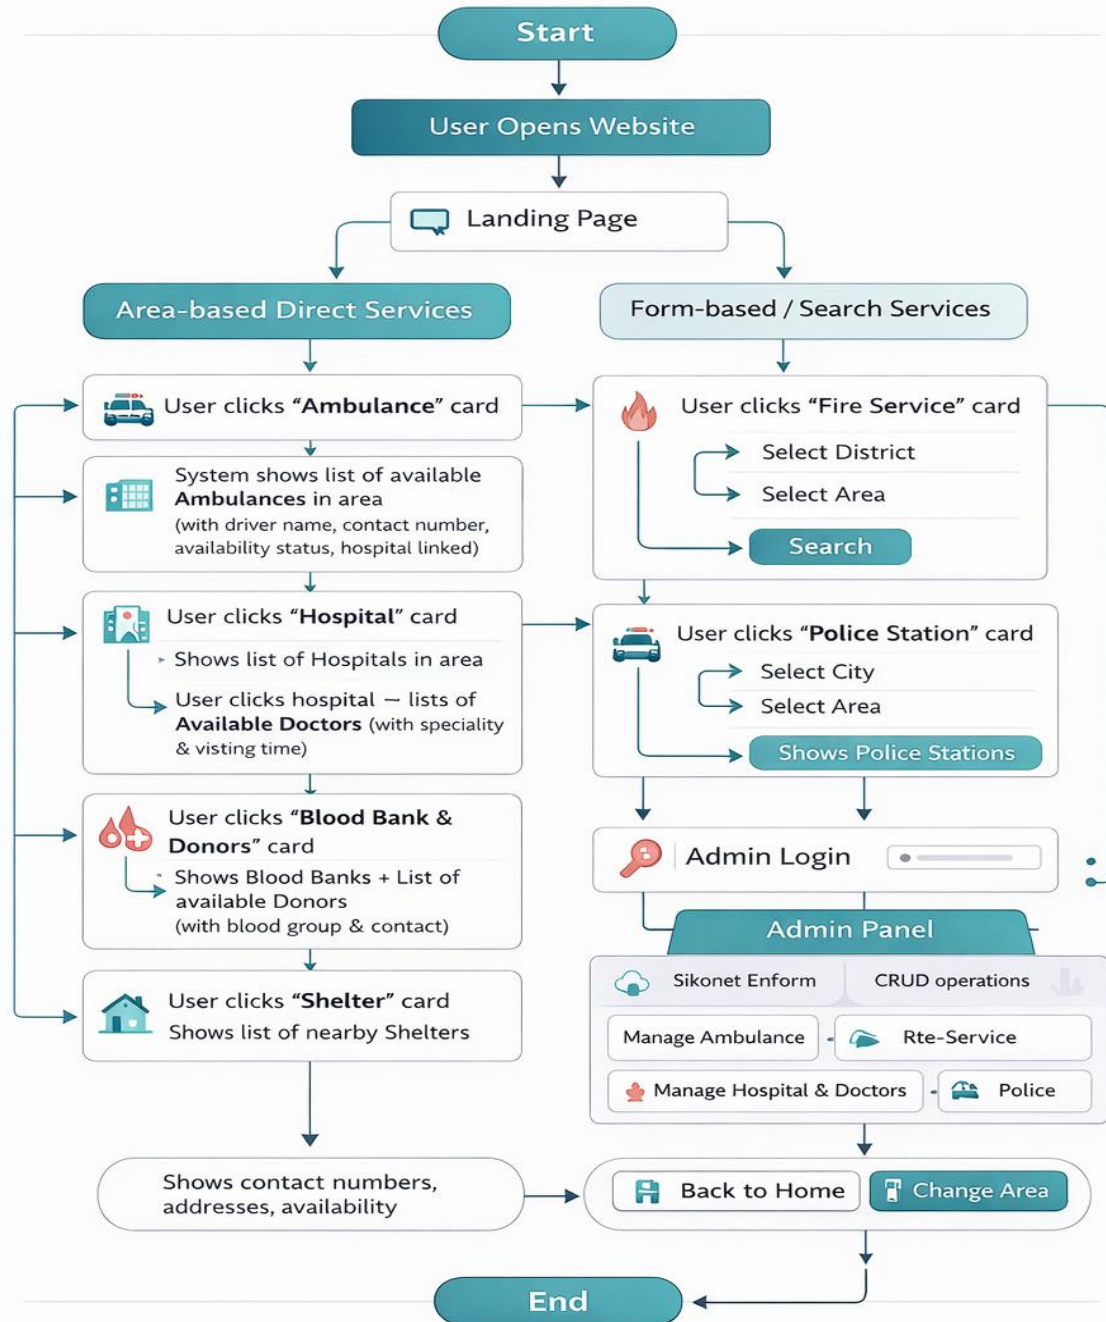 Start
User Opens Website
Landing Page
Area-based Direct Services
User clicks “Ambulance” card
System shows list of available
Ambulances in area
(with driver name, contact number,
availability status, hospital linked)
User clicks “Hospital” card
Shows list of Hospitals in area
User clicks hospital – lists of
Available Doctors (with speciality
& visting time)
User clicks “Blood Bank &
Donors” card
Shows Blood Banks + List of
available Donors
(with blood group & contact)
User clicks “Shelter” card
Shows list of nearby Shelters
Shows contact numbers,
addresses, availability
Form-based / Search Services
User clicks “Fire Service” card
Select District
Select Area
Search
User clicks “Police Station” card
Select City
Select Area
Shows Police Stations
Admin Login
Admin Panel
Sikonet Enform
CRUD operations
Manage Ambulance
Rte-Service
Manage Hospital & Doctors
Police
Back to Home
Change Area
End